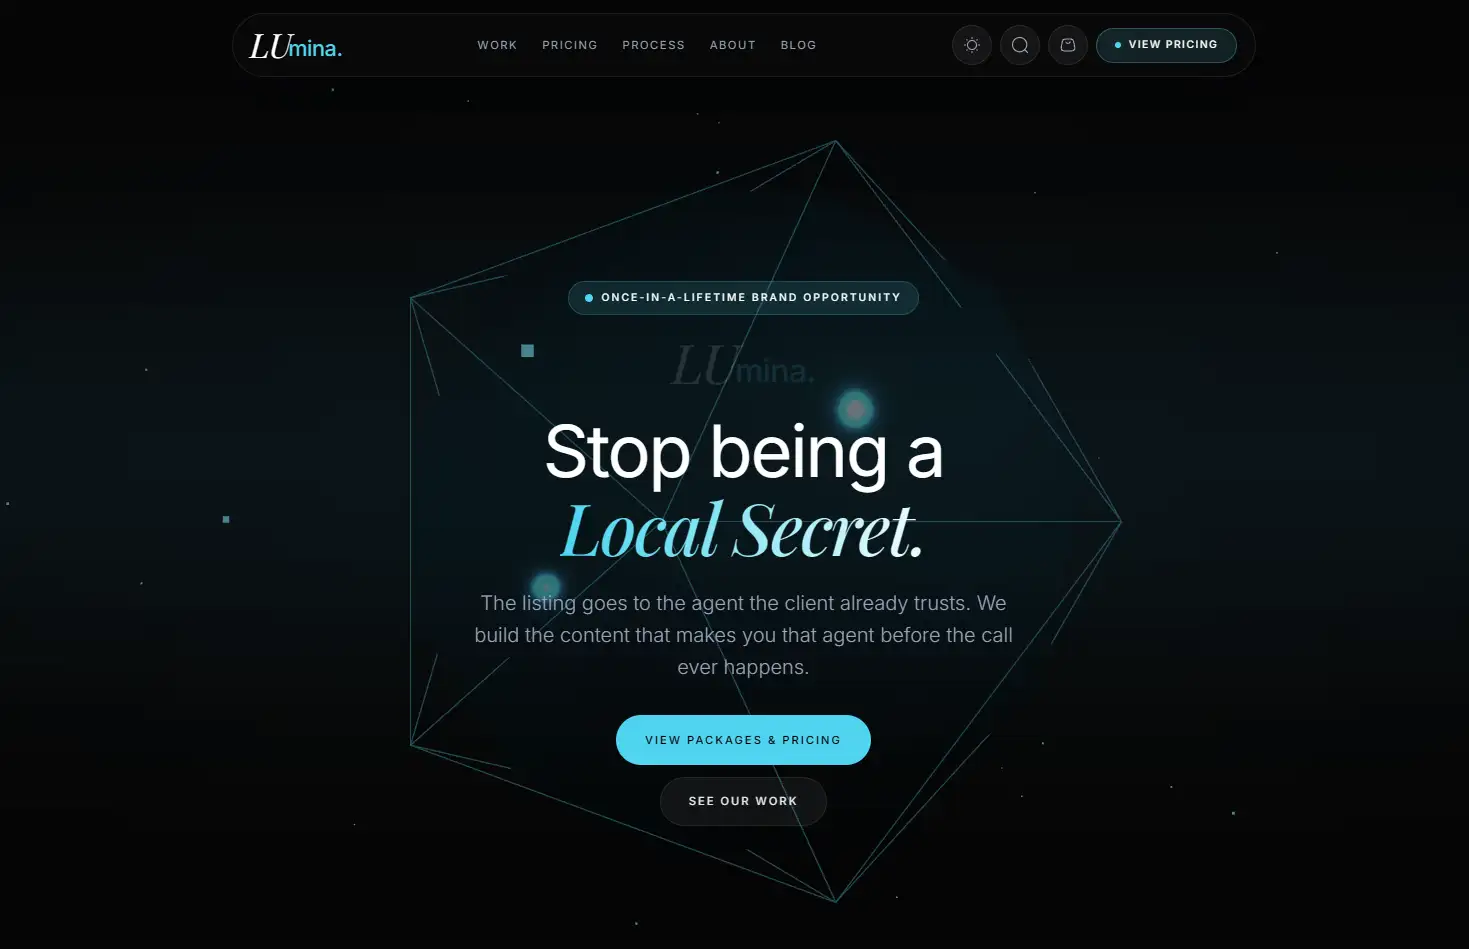 LUmina.
WORK PRICING PROCESS ABOUT BLOG
VIEW PRICING
ONCE-IN-A-LIFETIME BRAND OPPORTUNITY
LUmina.
Stop being a
Local Secret.
The listing goes to the agent the client already trusts. We
build the content that makes you that agent before the call
ever happens.
VIEW PACKAGES & PRICING
SEE OUR WORK